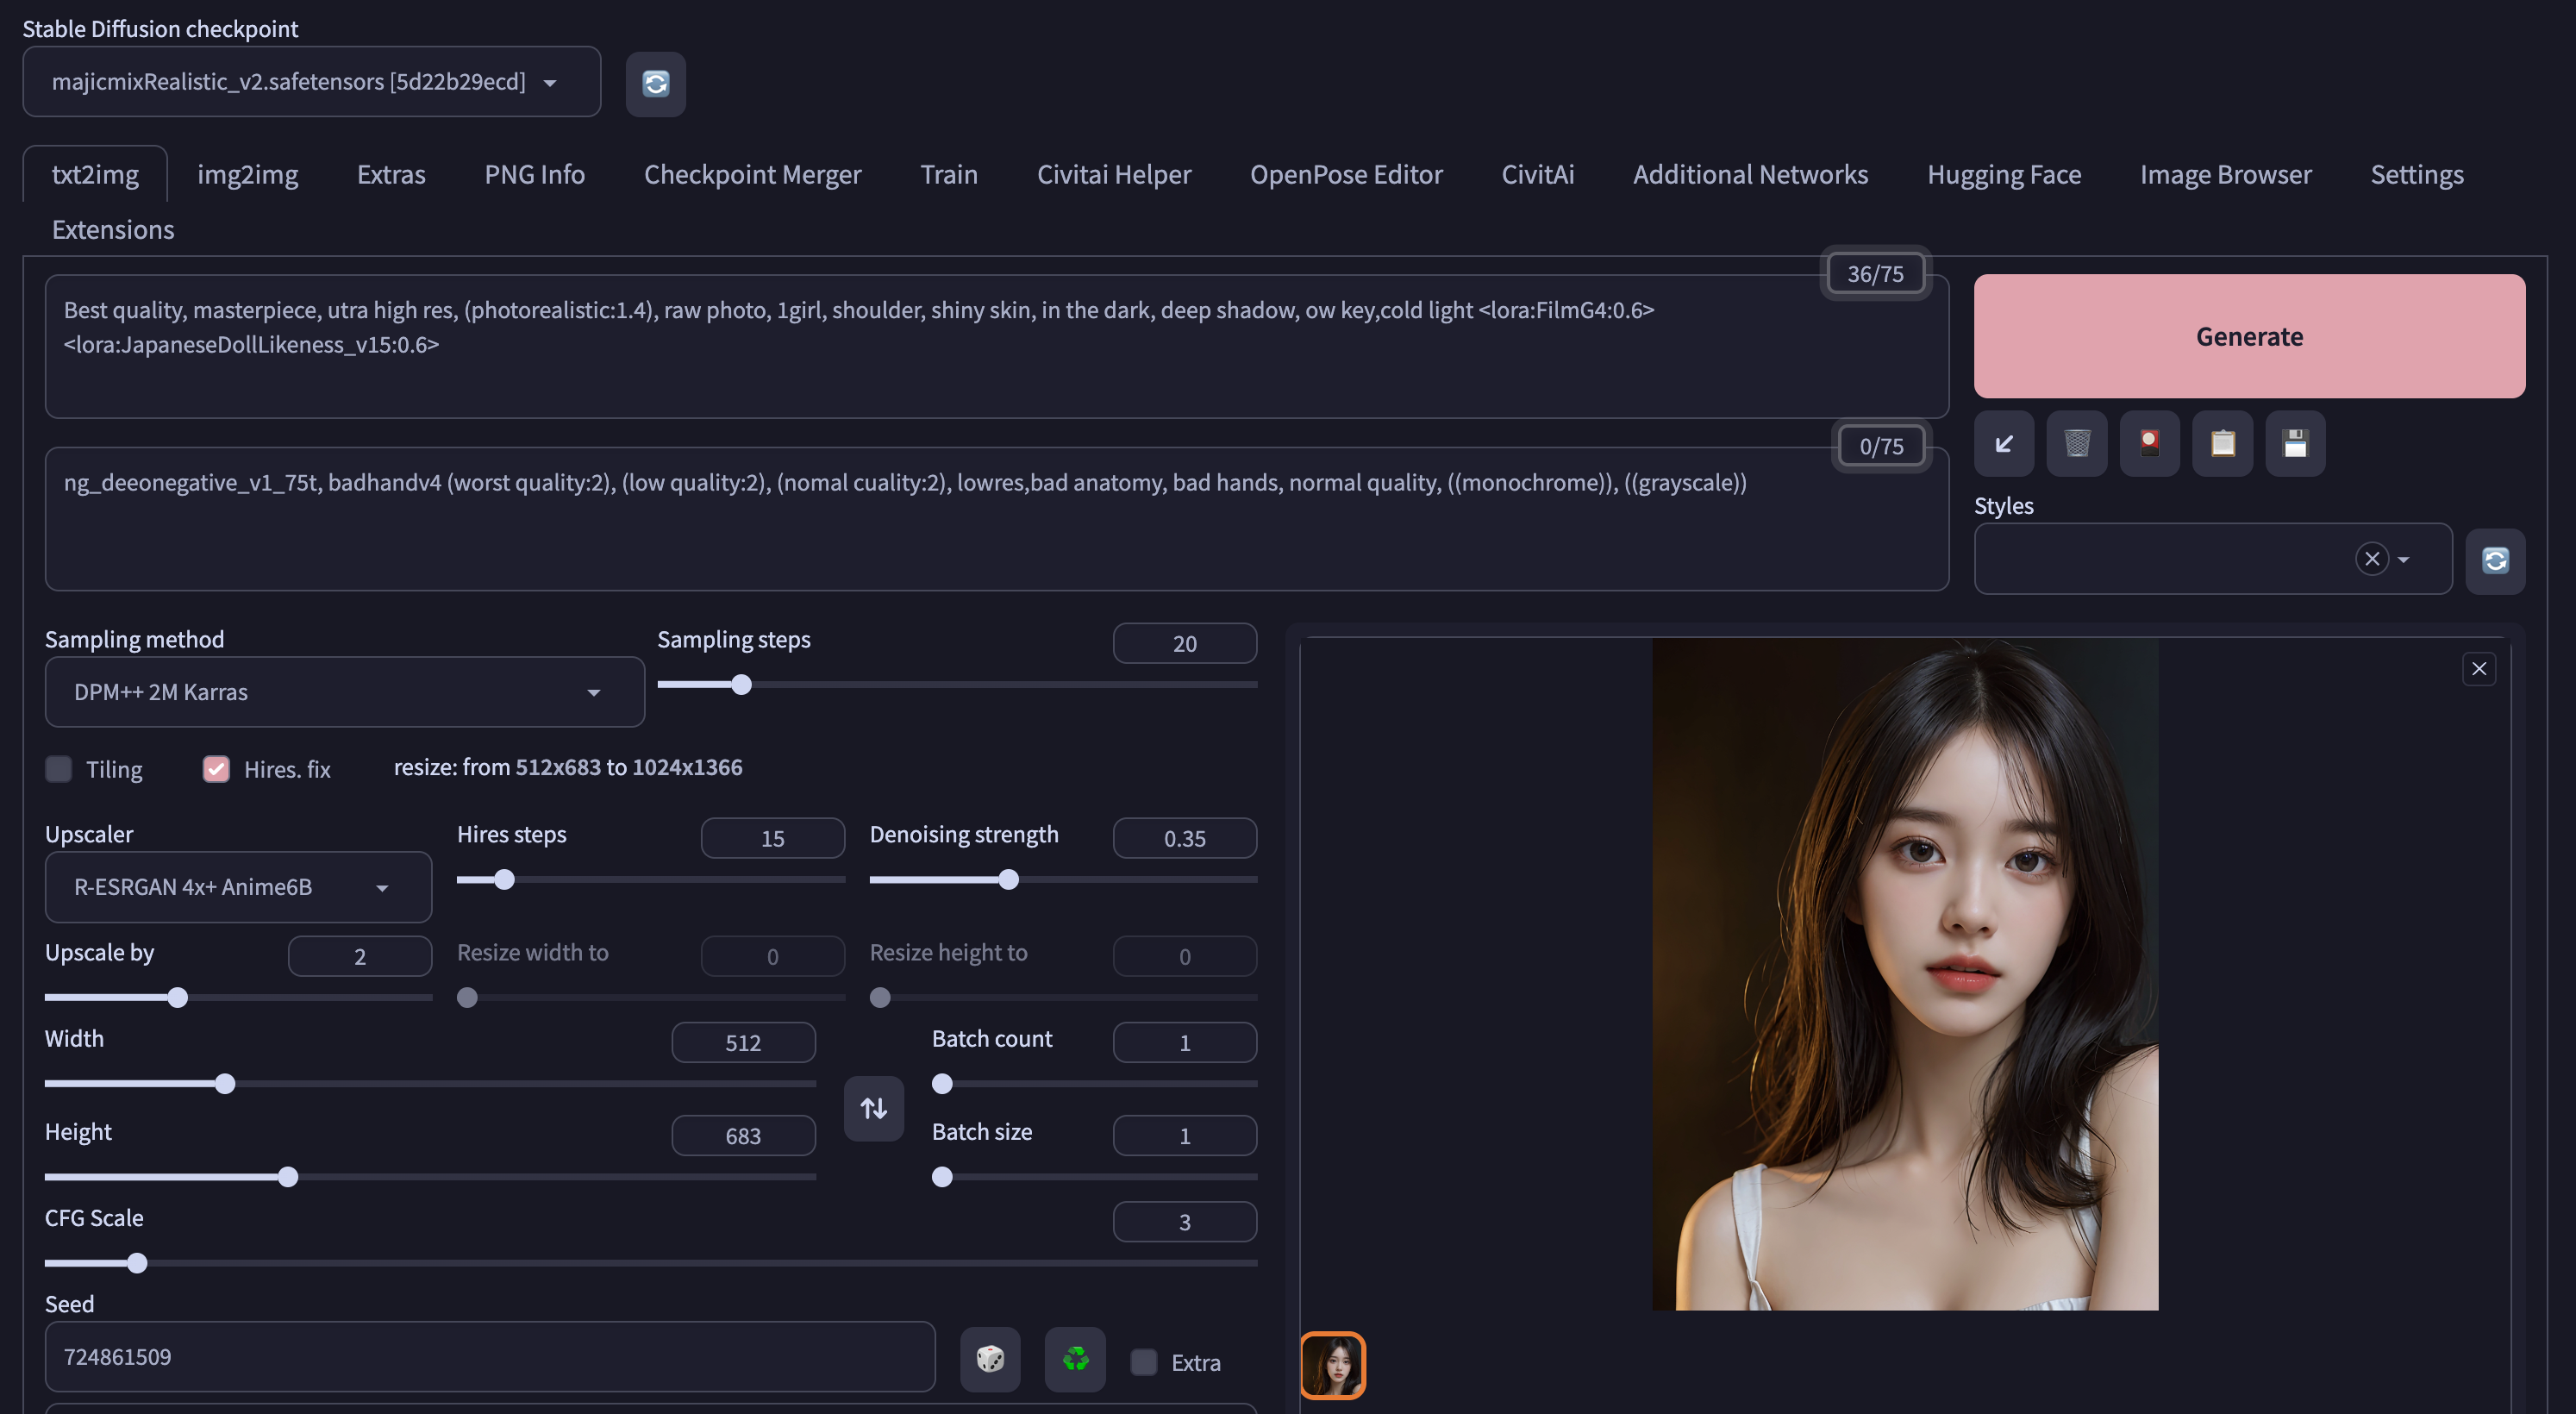 Stable Diffusion checkpoint
majicmixRealistic_v2.safetensors [5d22b29ecd]
txt2img img2img Extras PNG Info Checkpoint Merger Train Civitai Helper OpenPose Editor CivitAi Additional Networks Hugging Face Image Browser Settings
Extensions
36/75
Best quality, masterpiece, utra high res, (photorealistic:1.4), raw photo, 1girl, shoulder, shiny skin, in the dark, deep shadow, ow key,cold light <lora:FilmG4:0.6>
<lora:JapaneseDollLikeness_v15:0.6>
Generate
0/75
ng_deeonegative_v1_75t, badhandv4 (worst quality:2), (low quality:2), (nomal cuality:2), lowres,bad anatomy, bad hands, normal quality, ((monochrome)), ((grayscale))
Styles
Sampling method Sampling steps 20
DPM++ 2M Karras
Tiling Hires. fix resize: from 512x683 to 1024x1366
Upscaler Hires steps 15 Denoising strength 0.35
R-ESRGAN 4x+ Anime6B
Upscale by 2 Resize width to 0 Resize height to 0
Width 512 Batch count 1
Height 683 Batch size 1
CFG Scale 3
Seed
724861509 Extra